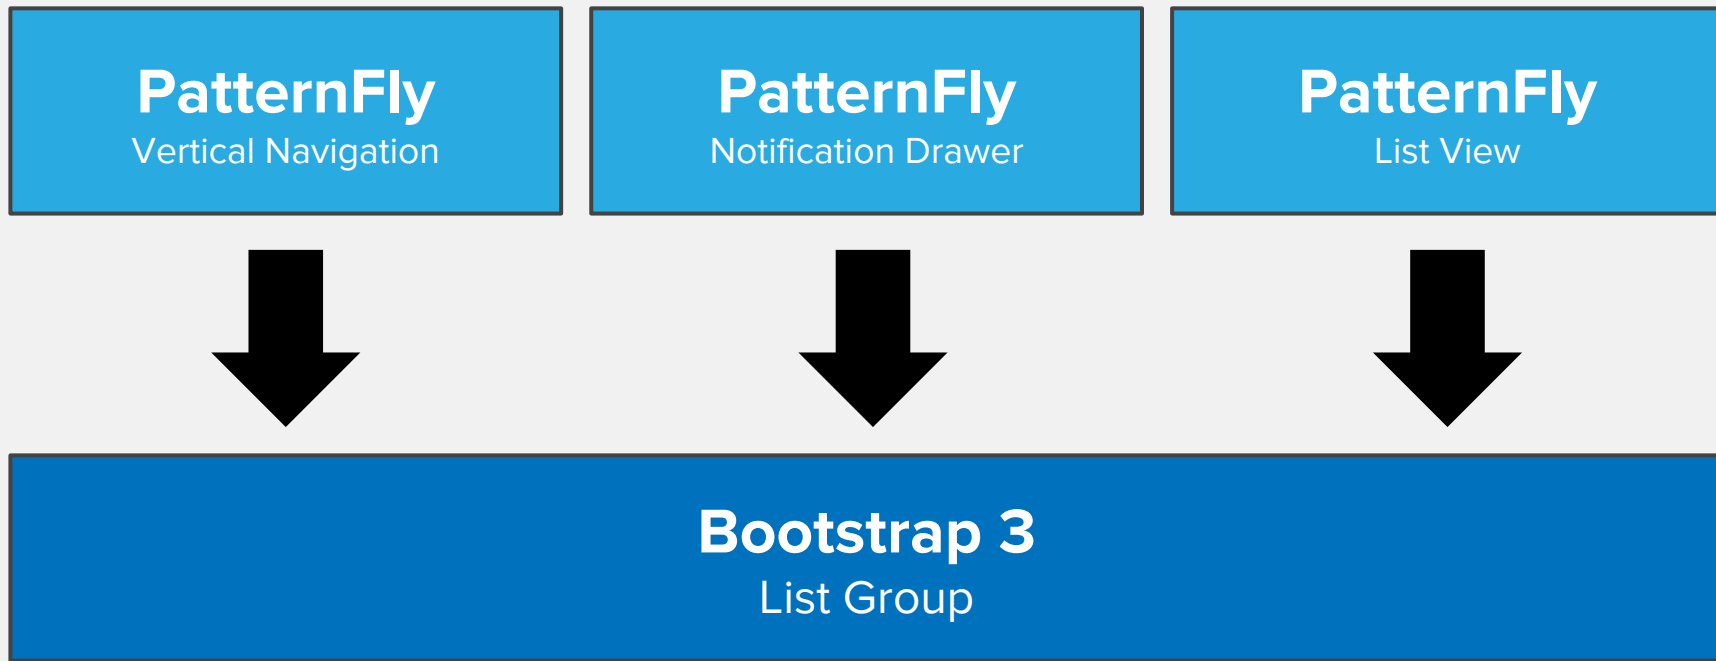 PatternFly
Vertical Navigation
PatternFly
Notification Drawer
PatternFly
List View
Bootstrap 3
List Group